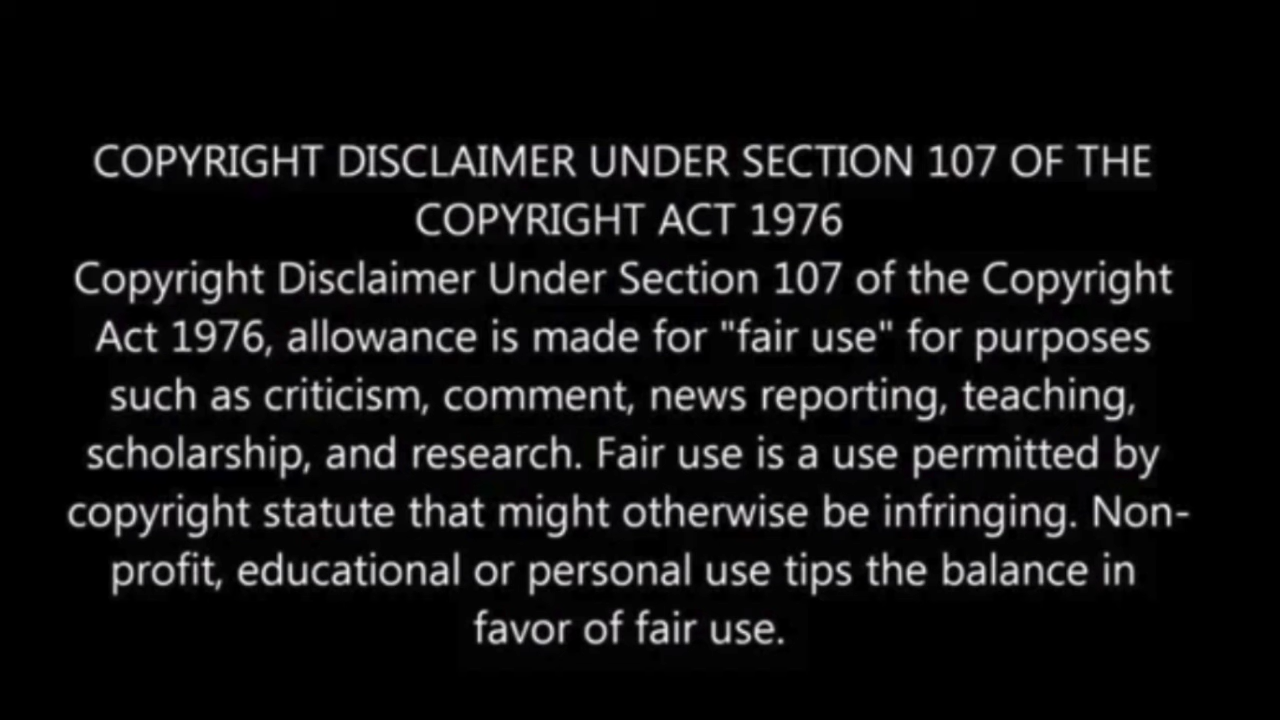 COPYRIGHT DISCLAIMER UNDER SECTION 107 OF THE
COPYRIGHT ACT 1976
Copyright Disclaimer Under Section 107 of the Copyright
Act 1976, allowance is made for "fair use" for purposes
such as criticism, comment, news reporting, teaching,
scholarship, and research. Fair use is a use permitted by
copyright statute that might otherwise be infringing. Non-
profit, educational or personal use tips the balance in
favor of fair use.